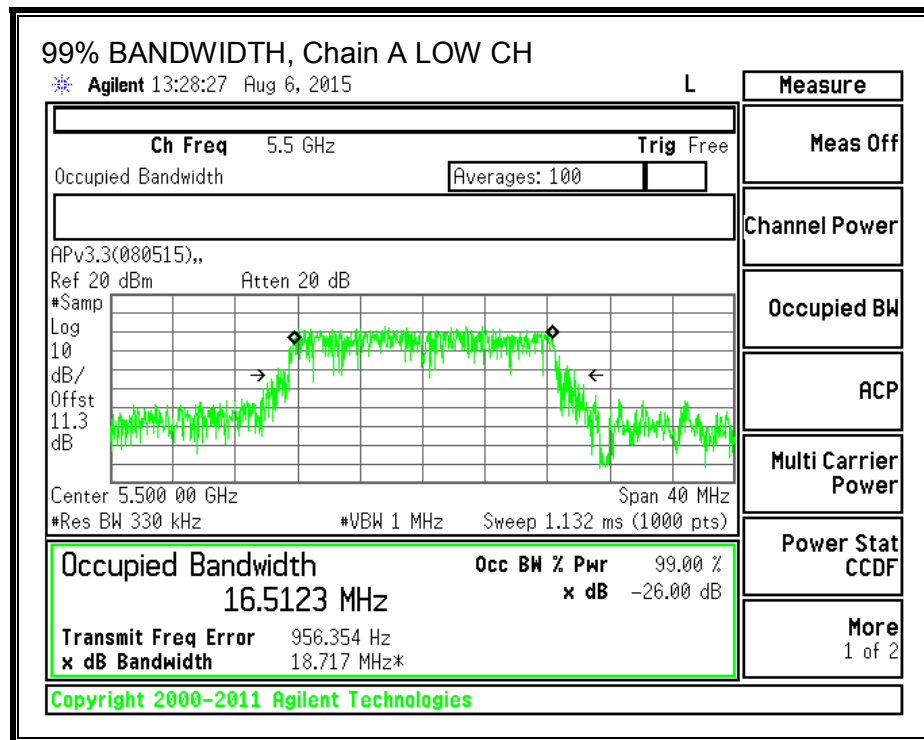 99% BANDWIDTH, Chain A LOW CH
Agilent 13:28:27 Aug 6, 2015 L
Measure
Ch Freq 5.5 GHz Trig Free
Meas Off
Occupied Bandwidth Averages: 100
Channel Power
APv3.3(080515),,
Ref 20 dBm Atten 20 dB
#Samp
Log
10
dB/
Offst
11.3
dB
Occupied BW
ACP
Multi Carrier
Power
Center 5.500 00 GHz Span 40 MHz
#Res BW 330 kHz #VBW 1 MHz Sweep 1.132 ms (1000 pts)
Power Stat
CCDF
Occupied Bandwidth Occ BW % Pwr 99.00 %
16.5123 MHz x dB -26.00 dB
Transmit Freq Error 956.354 Hz
x dB Bandwidth 18.717 MHz*
More
1 of 2
Copyright 2000-2011 Agilent Technologies